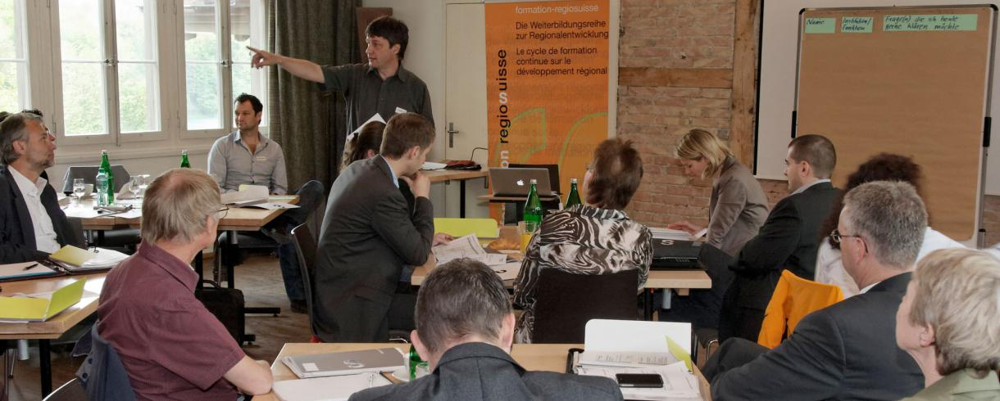 formation-regiosuisse
Die Weiterbildungsreihe
zur Regionalentwicklung
Le cycle de formation
continue sur le
développement régional
regiosuisse
Name
Institution/
Funktion
Frage(n) die ich heute
gerne klären möchte